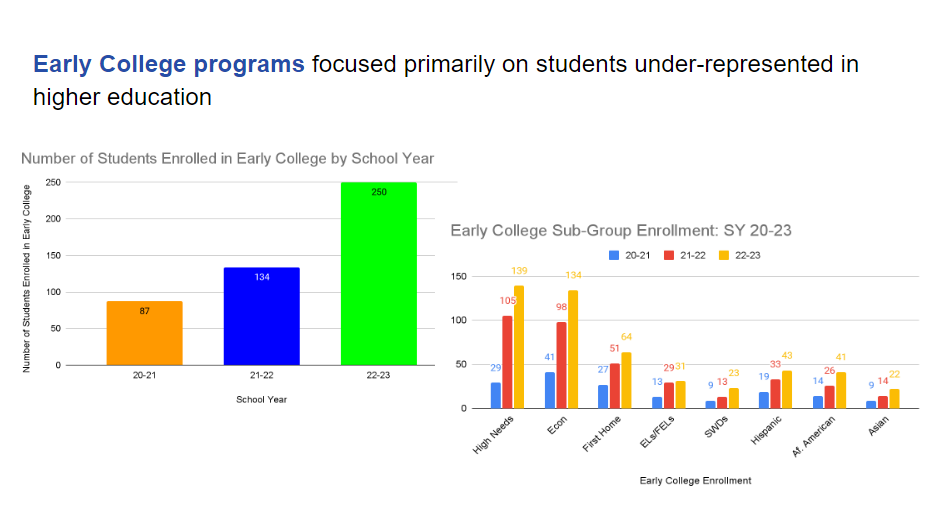 Early College programs focused primarily on students under-represented in
higher education
Number of Students Enrolled in Early College by School Year
Number of Students Enrolled in Early College
250
200
150
100
50
0
87
134
250
20-21
21-22
22-23
School Year
Early College Sub-Group Enrollment: SY 20-23
20-21
21-22
22-23
150
100
50
0
29
105
139
41
98
134
27
51
64
13
29
31
9
13
23
19
33
43
14
26
41
9
14
22
High Needs
Econ
First Home
ELs/FELs
SWDs
Hispanic
Af. American
Asian
Early College Enrollment